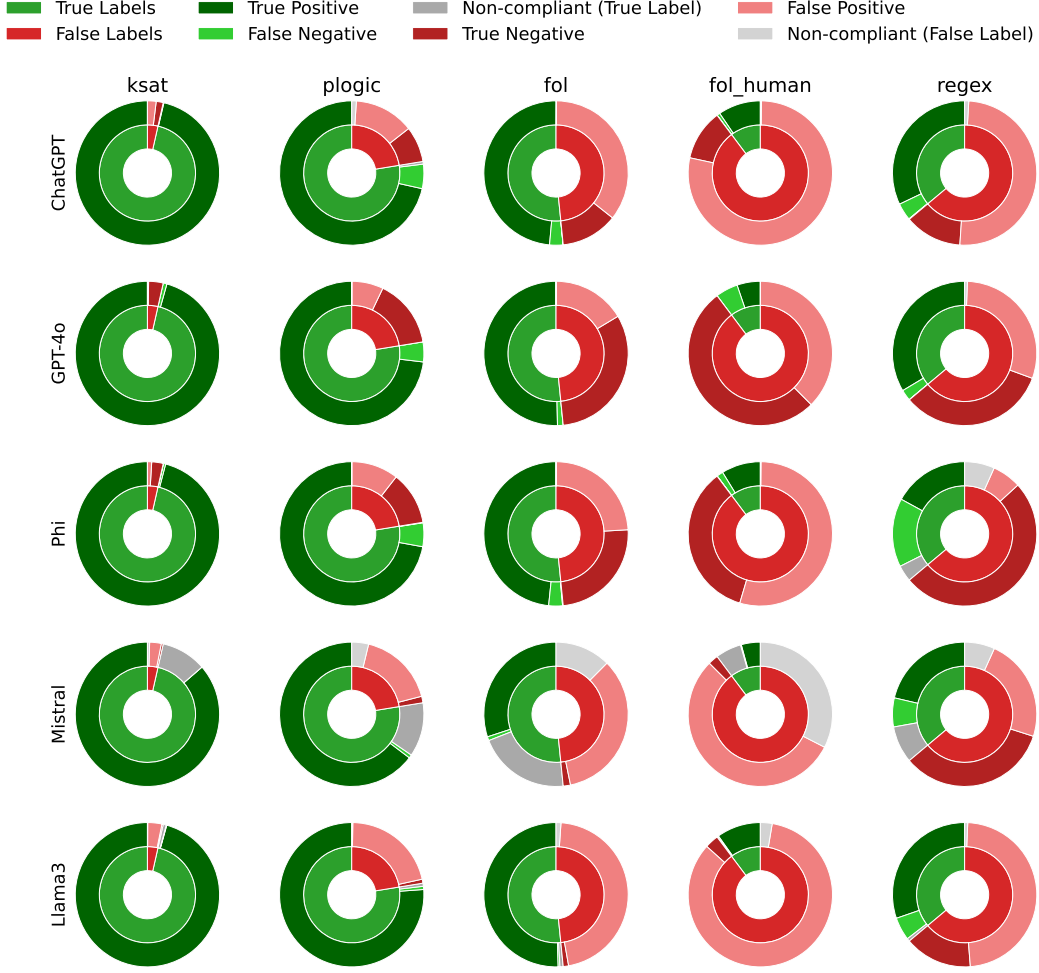 True Labels True Positive Non-compliant (True Label) False Positive
False Labels False Negative True Negative Non-compliant (False Label)
ksat plogic fol fol_human regex
ChatGPT
GPT-4o
Phi
Mistral
Llama3